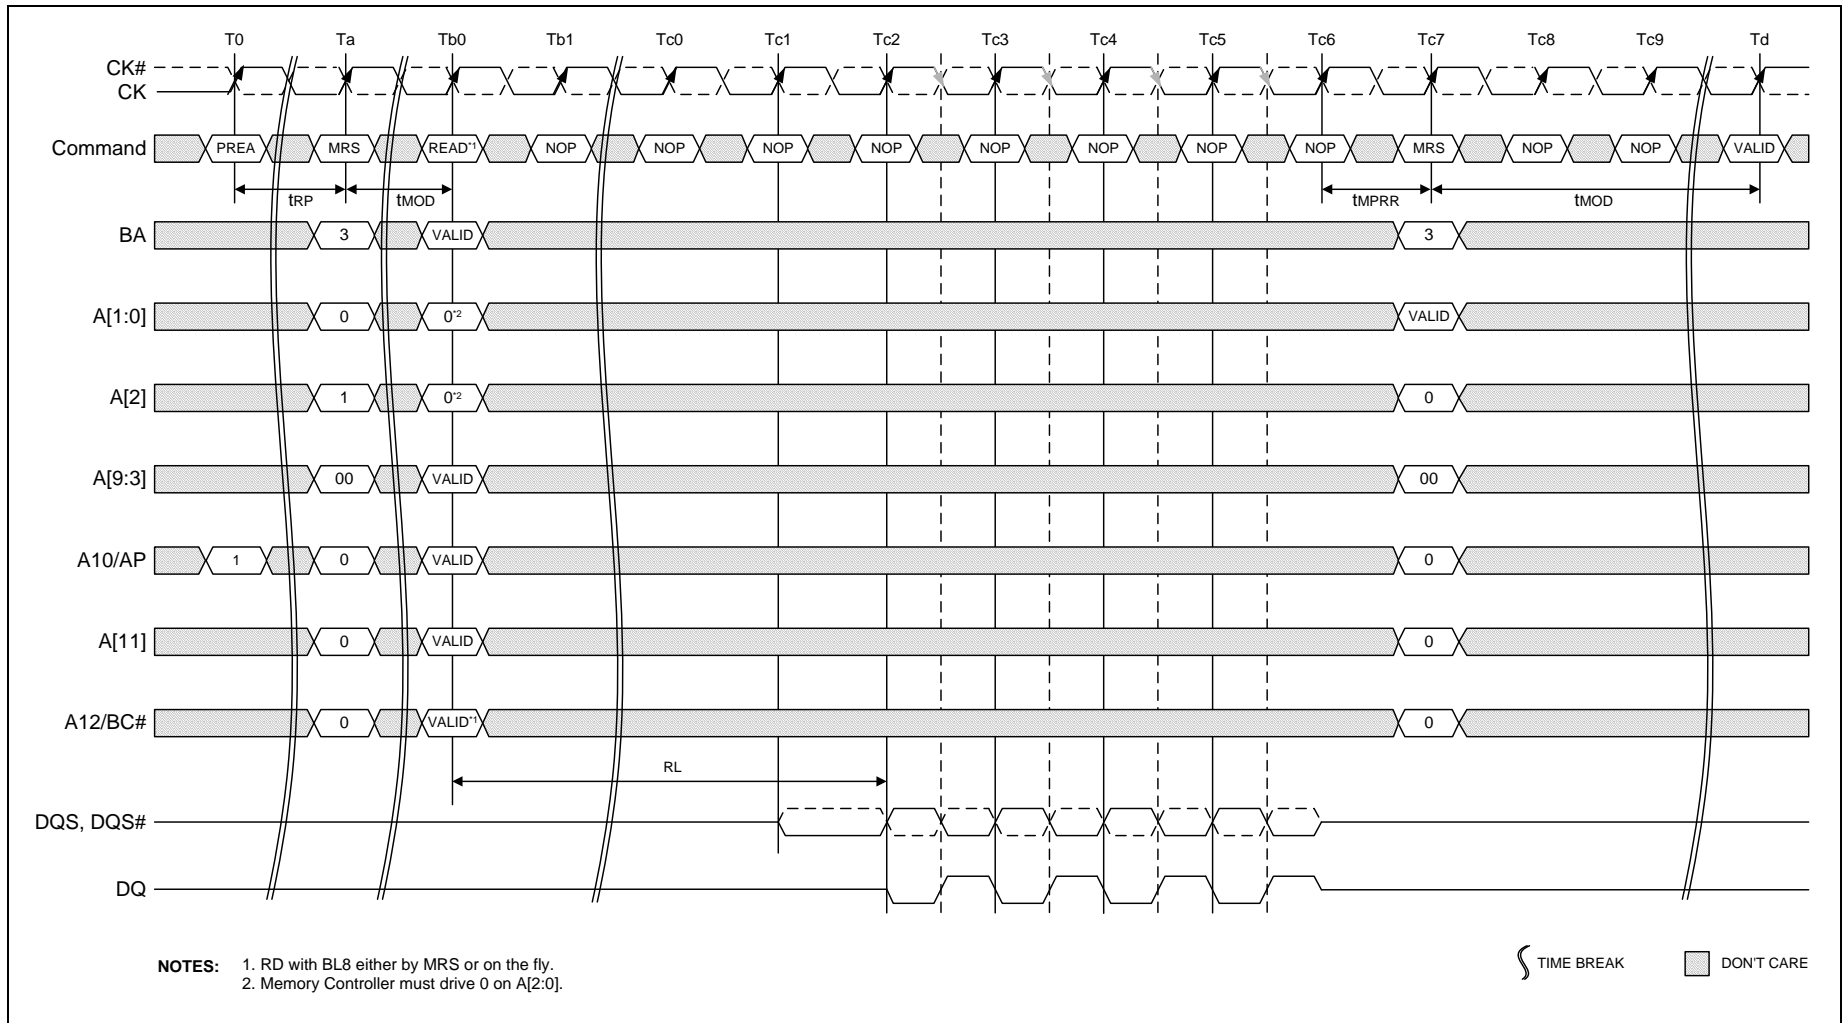 T0 Ta Tb0 Tb1 Tc0 Tc1 Tc2 Tc3 Tc4 Tc5 Tc6 Tc7 Tc8 Tc9 Td
CK#
CK
Command PREA MRS READ*1 NOP NOP NOP NOP NOP NOP NOP NOP MRS NOP NOP VALID
tRP tMOD tMPRR tMOD
BA 3 VALID 3
A[1:0] 0 0*2 VALID
A[2] 1 0*2 0
A[9:3] 00 VALID 00
A10/AP 1 0 VALID 0
A[11] 0 VALID 0
A12/BC# 0 VALID*1 0
RL
DQS, DQS#
DQ
NOTES: 1. RD with BL8 either by MRS or on the fly.
2. Memory Controller must drive 0 on A[2:0].
TIME BREAK DON'T CARE